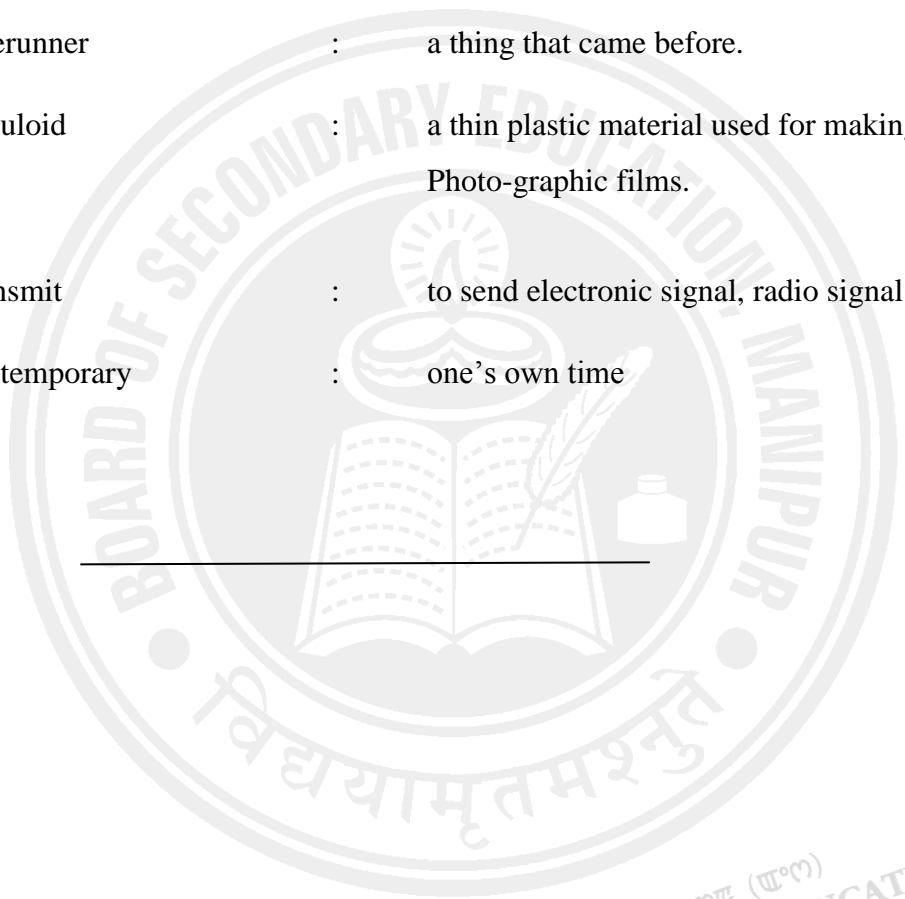 erunner : a thing that came before.
uloid : a thin plastic material used for making
Photo-graphic films.
nsmit : to send electronic signal, radio signal
temporary : one's own time
BOARD OF SECONDARY EDUCATION, MANIPUR
विद्ययामृतमश्नुते